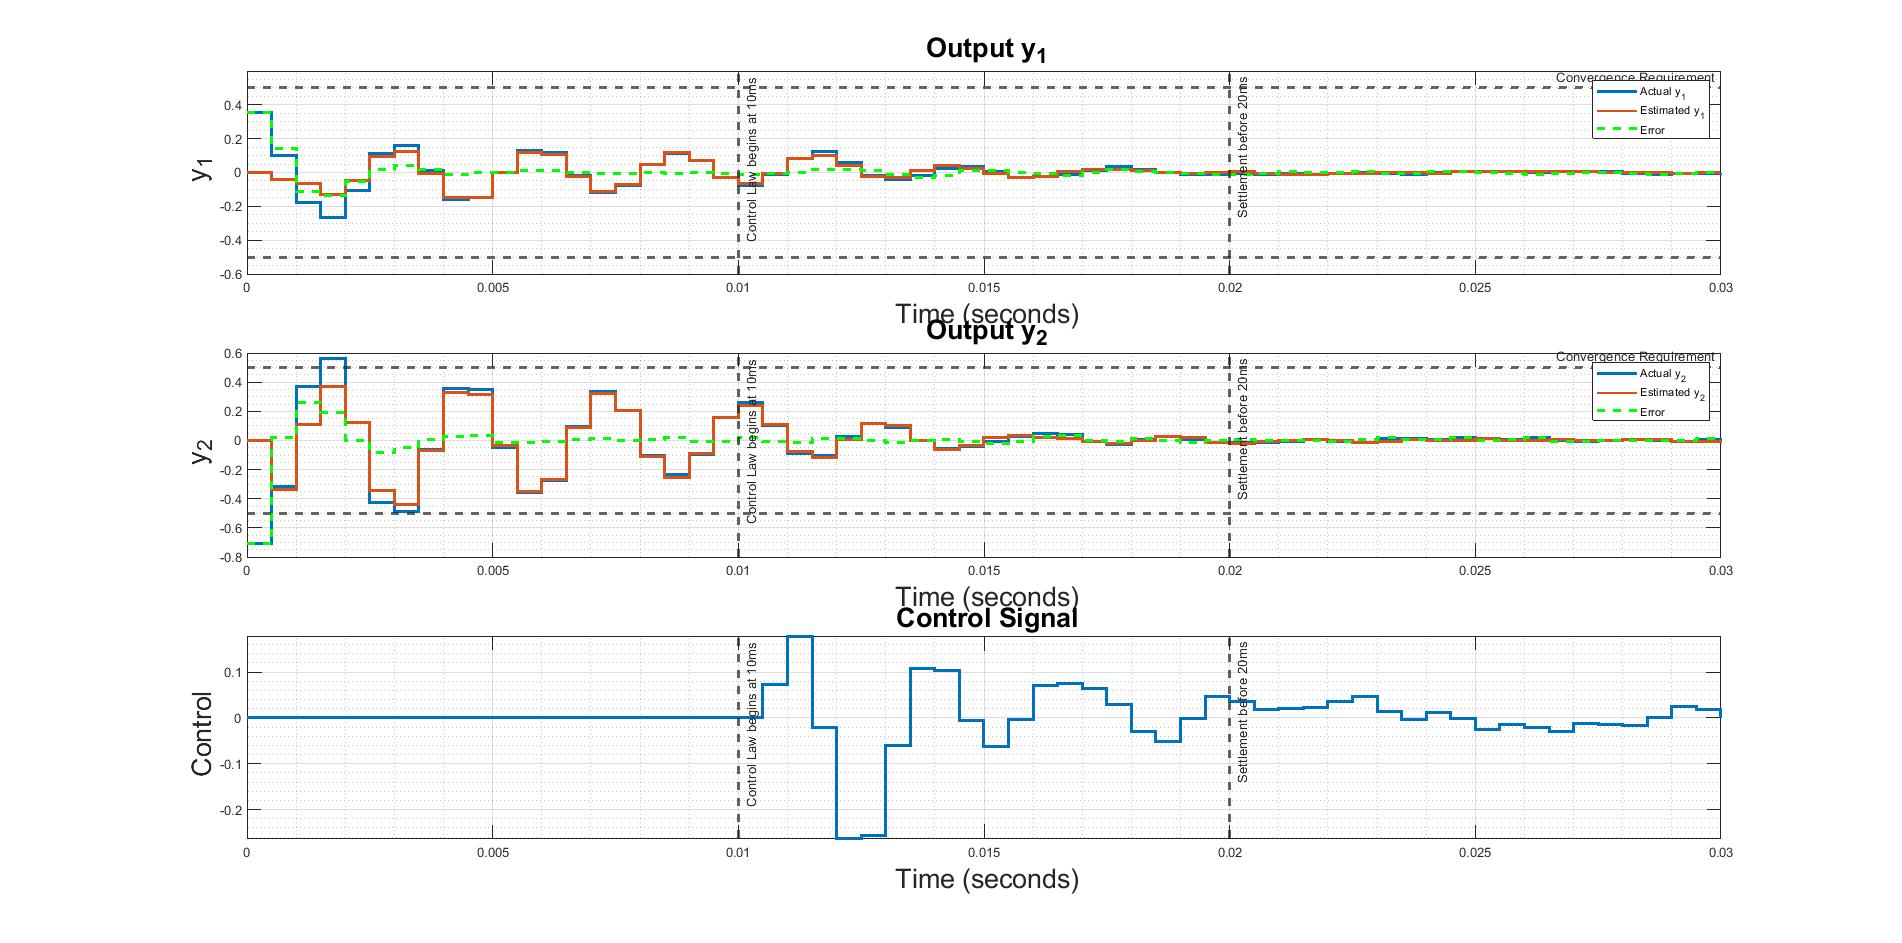 Output y1
Convergence Requirement
Actual y1
Estimated y1
Error
Control Law begins at 10ms
Settlement before 20ms
y1
0.4
0.2
0
-0.2
-0.4
-0.6
0 0.005 0.01 0.015 0.02 0.025 0.03
Time (seconds)
Output y2
Convergence Requirement
Actual y2
Estimated y2
Error
Control Law begins at 10ms
Settlement before 20ms
y2
0.6
0.4
0.2
0
-0.2
-0.4
-0.6
-0.8
0 0.005 0.01 0.015 0.02 0.025 0.03
Time (seconds)
Control Signal
Control Law begins at 10ms
Settlement before 20ms
Control
0.1
0
-0.1
-0.2
0 0.005 0.01 0.015 0.02 0.025 0.03
Time (seconds)